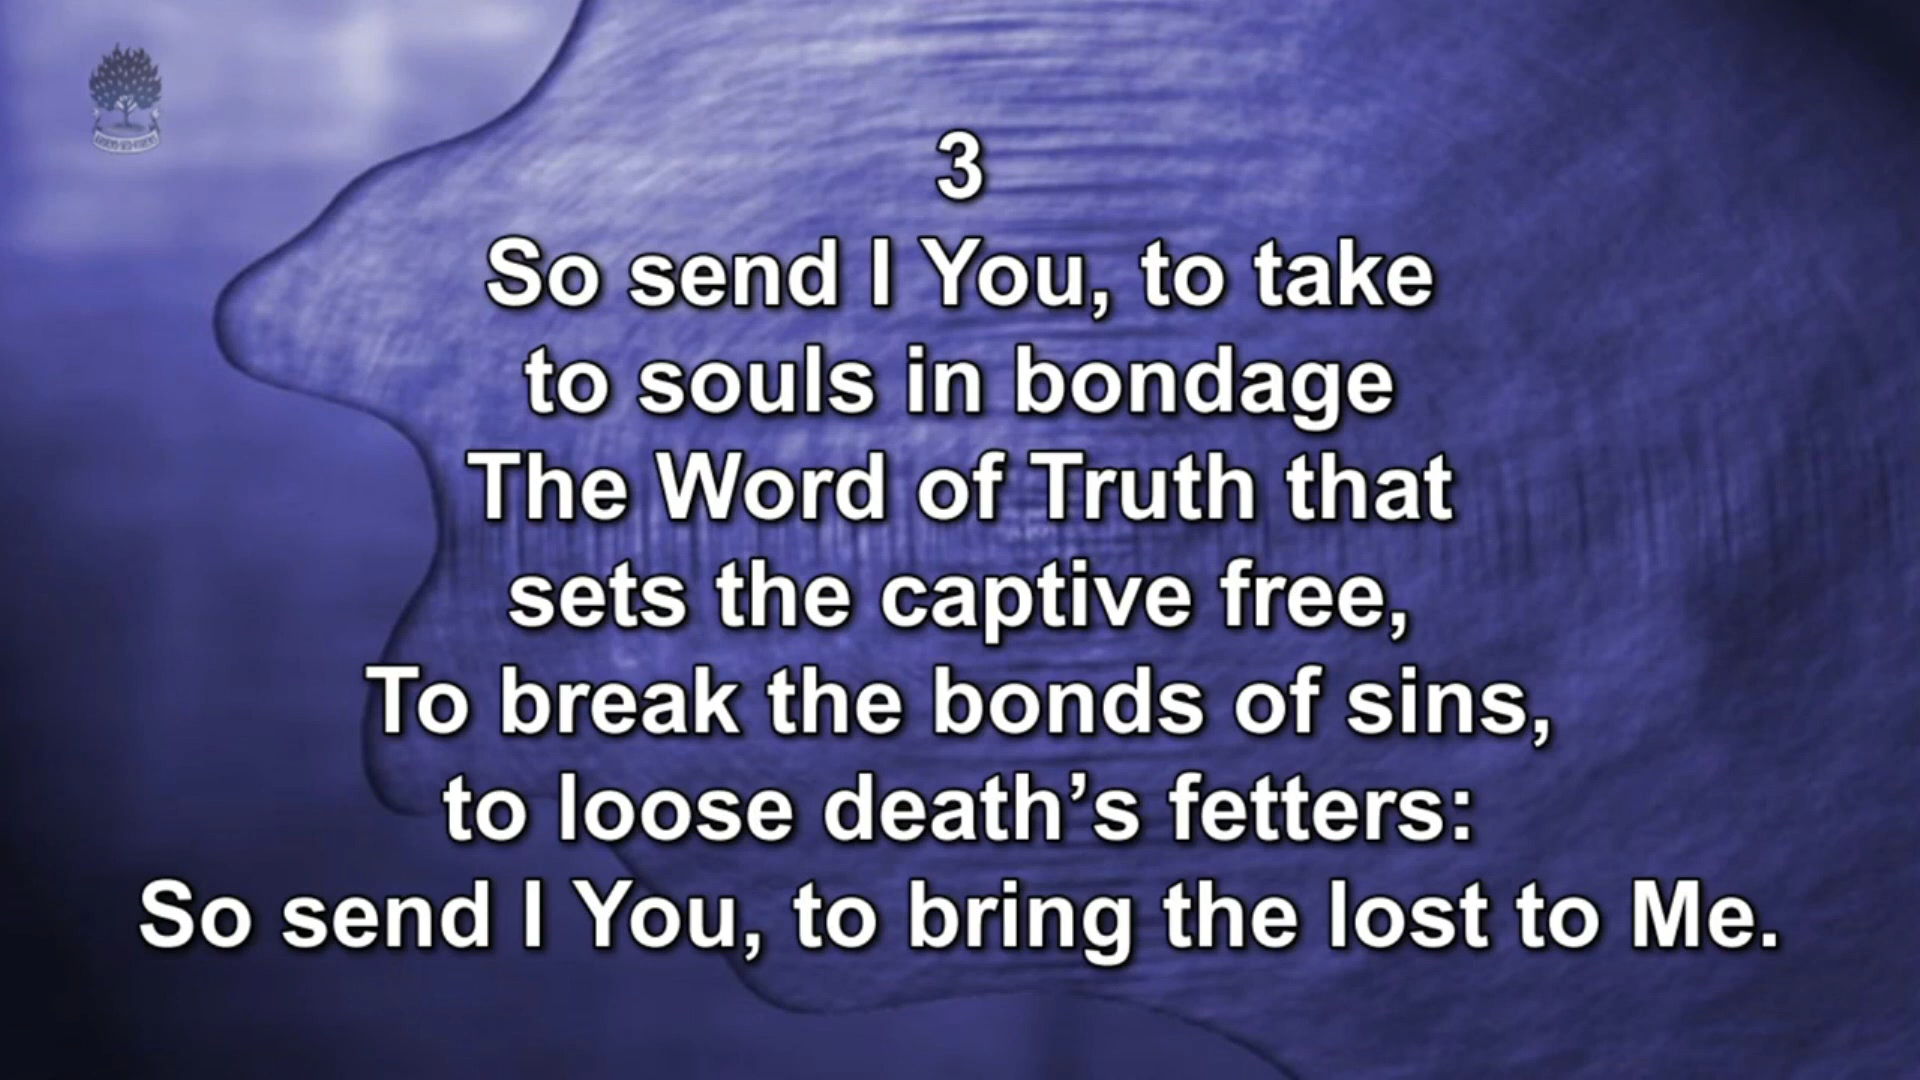 3
So send I You, to take
to souls in bondage
The Word of Truth that
sets the captive free,
To break the bonds of sins,
to loose death’s fetters:
So send I You, to bring the lost to Me.